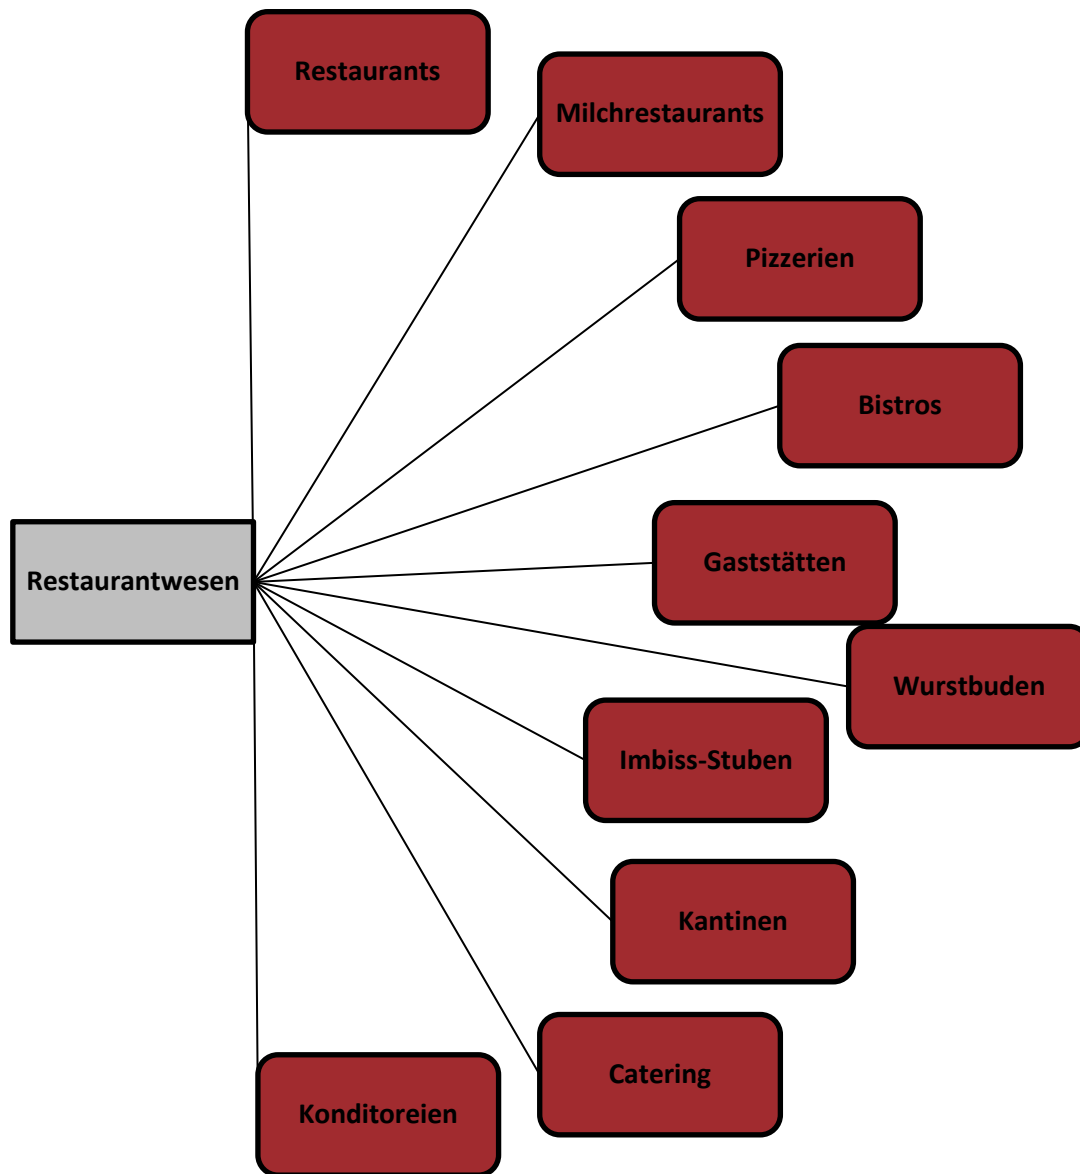 Restaurants
Milchrestaurants
Pizzerien
Bistros
Gaststätten
Restaurantwesen
Wurstbuden
Imbiss-Stuben
Kantinen
Catering
Konditoreien